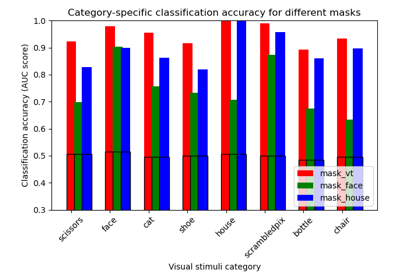 Category-specific classification accuracy for different masks
Classification accuracy (AUC score)
1.0
0.9
0.8
0.7
0.6
0.5
0.4
0.3
mask_vt
mask_face
mask_house
scissors
face
cat
shoe
house
scrambledpix
bottle
chair
Visual stimuli category